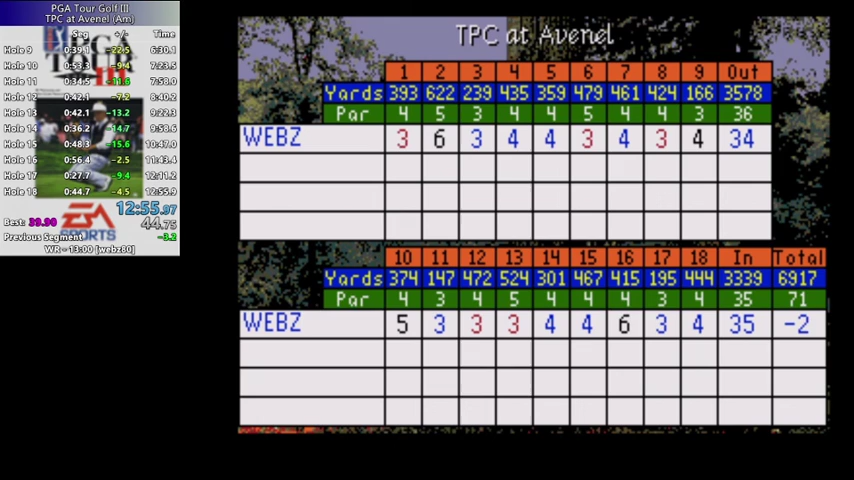 PGA Tour Golf III
TPC at Avenel (Am)
Seg +/- Time
Hole 9 0:39.1 -22.5 6:30.1
Hole 10 0:53.3 -9.4 7:23.5
Hole 11 0:34.5 -11.6 7:58.0
Hole 12 0:42.1 -7.2 8:40.2
Hole 13 0:42.1 -13.2 9:22.3
Hole 14 0:36.2 -14.7 9:58.6
Hole 15 0:48.3 -15.6 10:47.0
Hole 16 0:56.4 -2.5 11:43.4
Hole 17 0:27.7 -9.4 12:11.2
Hole 18 0:44.7 -4.5 12:55.9
12:55.97
Best: 39.90 44.75
EA SPORTS
Previous Segment -3.2
WR - 13:00 [webz80]
TPC at Avenel
1 2 3 4 5 6 7 8 9 Out
Yards 393 622 239 435 359 479 461 424 166 3578
Par 4 5 3 4 4 5 4 4 3 36
WEBZ 3 6 3 4 4 3 4 3 4 34
10 11 12 13 14 15 16 17 18 In Total
Yards 374 147 472 524 301 467 415 195 444 3339 6917
Par 4 3 4 5 4 4 4 3 4 35 71
WEBZ 5 3 3 3 4 4 6 3 4 35 -2